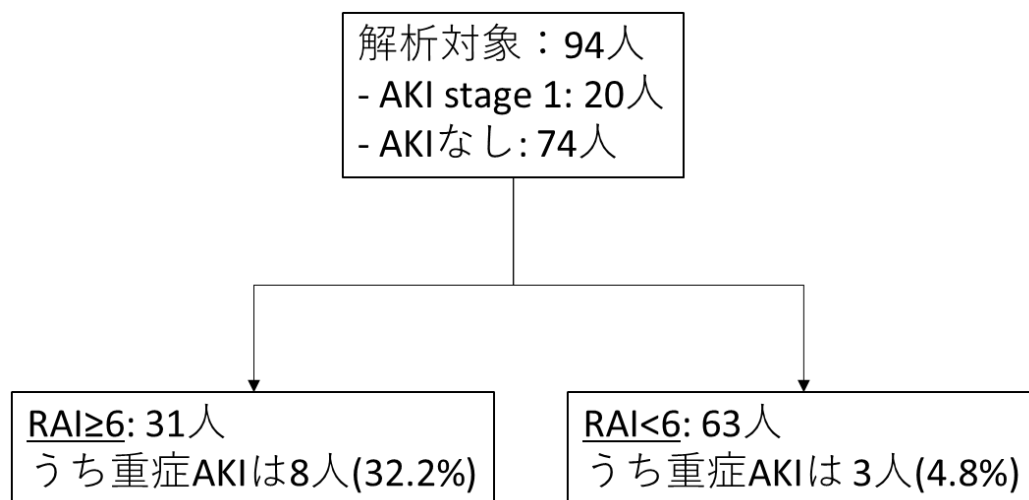 解析対象：94人
- AKI stage 1: 20人
- AKIなし: 74人
RAI≥6: 31人
うち重症AKIは8人(32.2%)
RAI<6: 63人
うち重症AKIは 3人(4.8%)